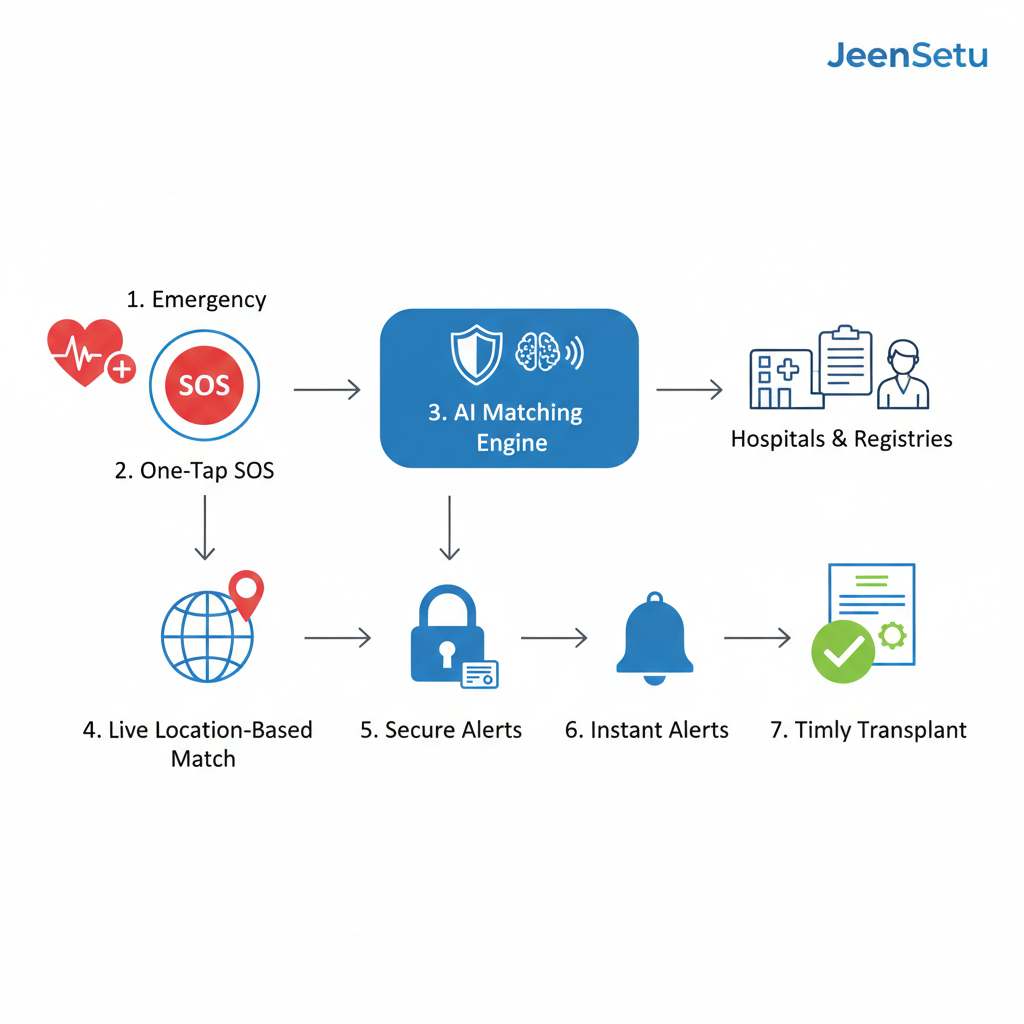 JeenSetu
1. Emergency
SOS
2. One-Tap SOS
3. AI Matching
Engine
Hospitals & Registries
4. Live Location-Based
Match
5. Secure Alerts
6. Instant Alerts
7. Timly Transplant